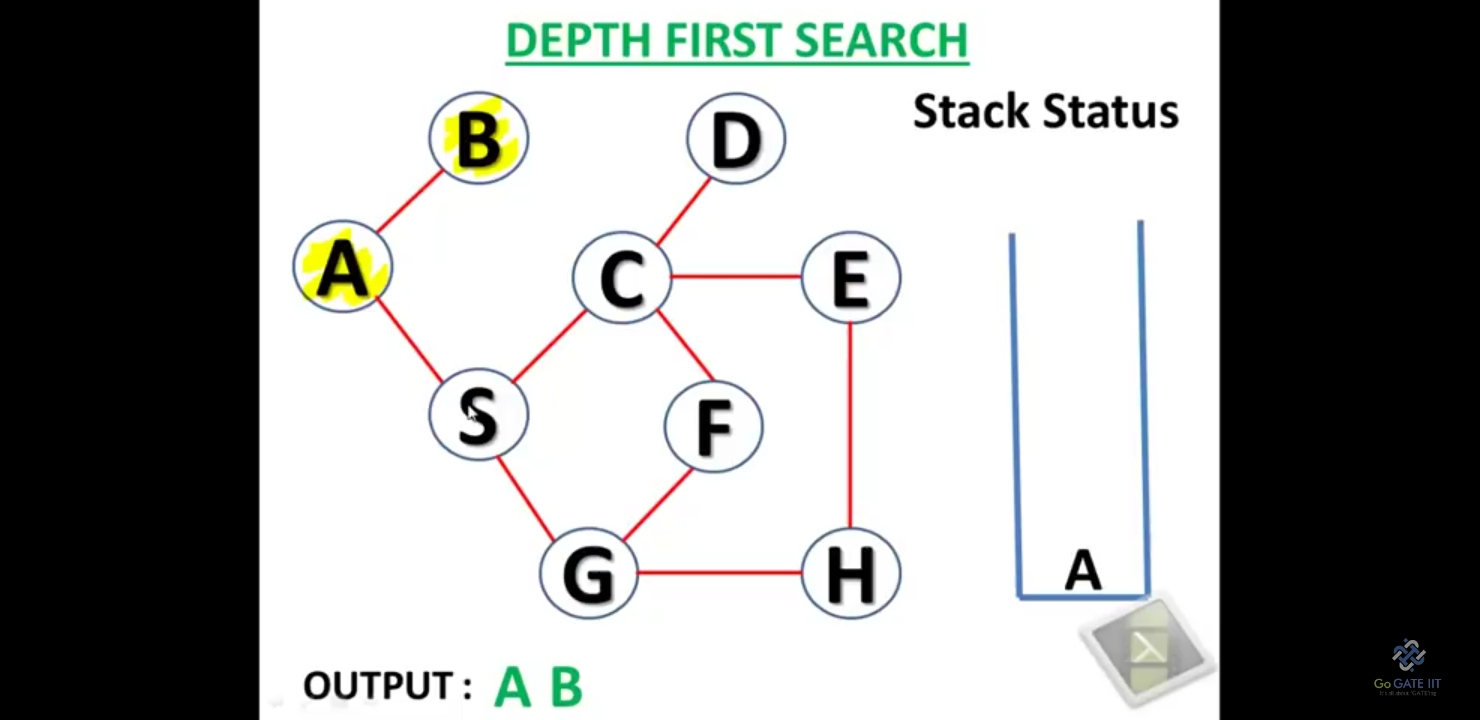 DEPTH FIRST SEARCH
Stack Status
B
D
A
C
E
S
F
G
H
A
OUTPUT : A B
Go GATE IIT